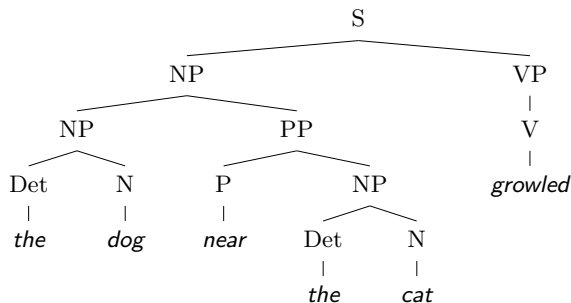 S
NP VP
NP PP V
Det N P NP growled
the dog near Det N
the cat